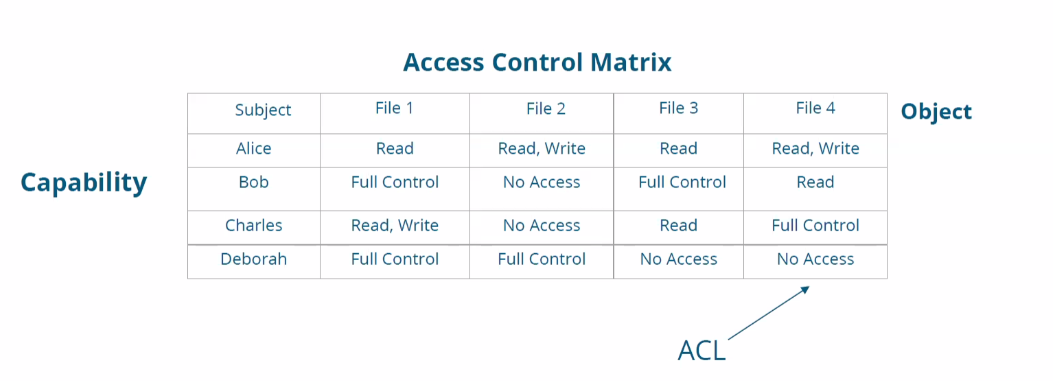 Access Control Matrix
Subject File 1 File 2 File 3 File 4 Object
Alice Read Read, Write Read Read, Write
Capability Bob Full Control No Access Full Control Read
Charles Read, Write No Access Read Full Control
Deborah Full Control Full Control No Access No Access
ACL